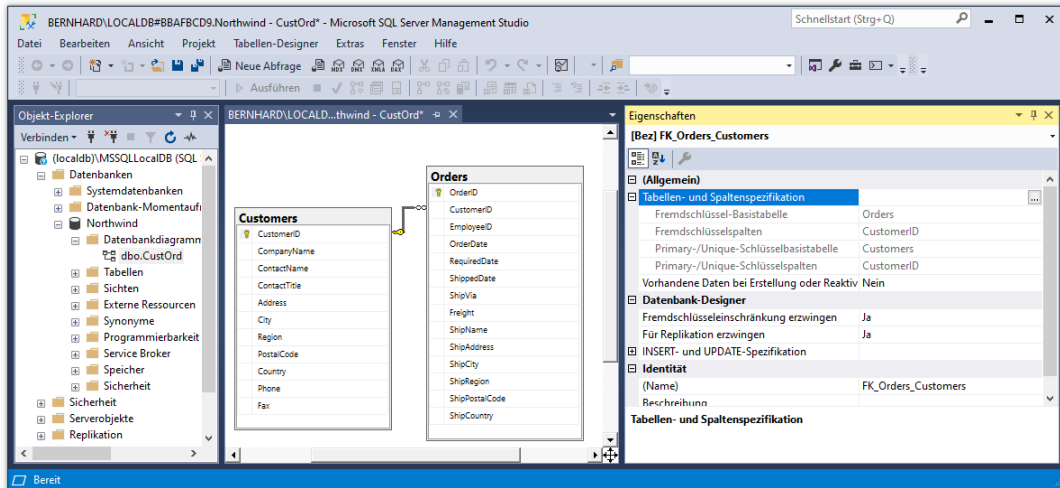 BERNHARD\LOCALDB#BBAFBCD9.Northwind - CustOrd* - Microsoft SQL Server Management Studio
Schnellstart (Strg+Q)
Datei Bearbeiten Ansicht Projekt Tabellen-Designer Extras Fenster Hilfe
Neue Abfrage MDX DMX XMLA DAX
Ausführen
Objekt-Explorer
Verbinden
(localdb)\MSSQLLocalDB (SQL
Datenbanken
Systemdatenbanken
Datenbank-Momentaufn
Northwind
Datenbankdiagramm
dbo.CustOrd
Tabellen
Sichten
Externe Ressourcen
Synonyme
Programmierbarkeit
Service Broker
Speicher
Sicherheit
Sicherheit
Serverobjekte
Replikation
BERNHARD\LOCALD...thwind - CustOrd*
Customers
CustomerID
CompanyName
ContactName
ContactTitle
Address
City
Region
PostalCode
Country
Phone
Fax
Orders
OrderID
CustomerID
EmployeeID
OrderDate
RequiredDate
ShippedDate
ShipVia
Freight
ShipName
ShipAddress
ShipCity
ShipRegion
ShipPostalCode
ShipCountry
Eigenschaften
[Bez] FK_Orders_Customers
(Allgemein)
Tabellen- und Spaltenspezifikation ...
Fremdschlüssel-Basistabelle Orders
Fremdschlüsselspalten CustomerID
Primary-/Unique-Schlüsselbasistabelle Customers
Primary-/Unique-Schlüsselspalten CustomerID
Vorhandene Daten bei Erstellung oder Reaktiv Nein
Datenbank-Designer
Fremdschlüsseleinschränkung erzwingen Ja
Für Replikation erzwingen Ja
INSERT- und UPDATE-Spezifikation
Identität
(Name) FK_Orders_Customers
Beschreibung
Tabellen- und Spaltenspezifikation
Bereit